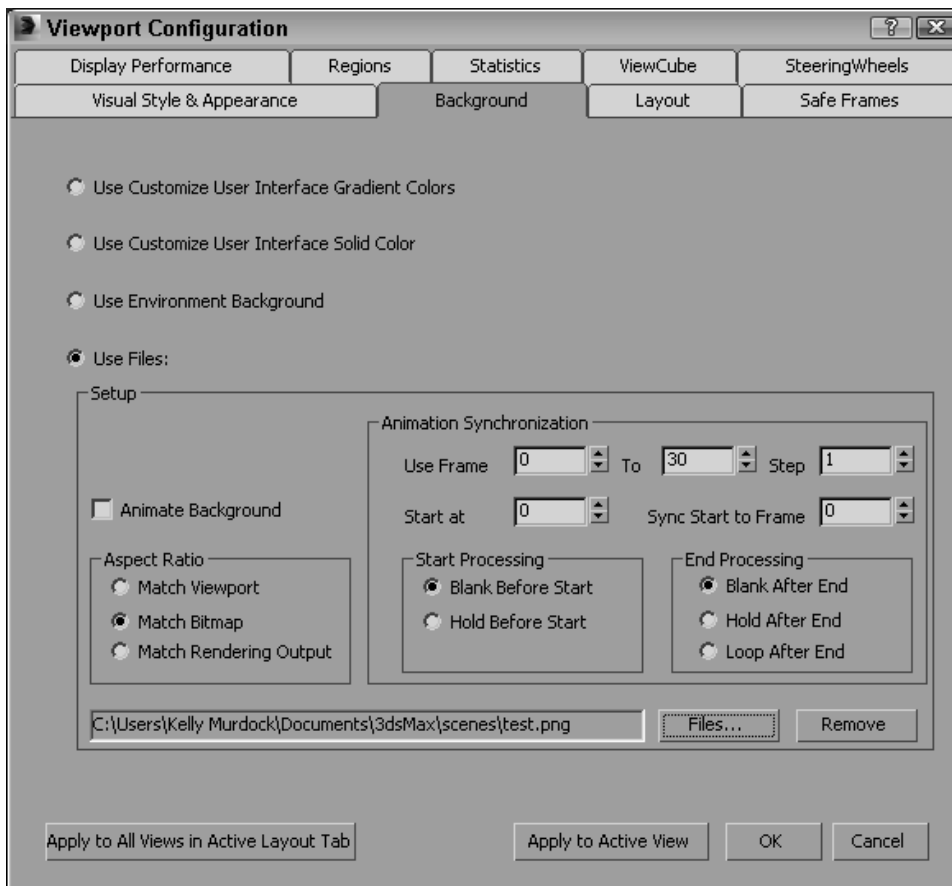 Viewport Configuration
Display Performance Regions Statistics ViewCube SteeringWheels
Visual Style & Appearance Background Layout Safe Frames
Use Customize User Interface Gradient Colors
Use Customize User Interface Solid Color
Use Environment Background
Use Files:
Setup
Animation Synchronization
Use Frame 0 To 30 Step 1
Animate Background
Start at 0 Sync Start to Frame 0
Aspect Ratio
Match Viewport
Match Bitmap
Match Rendering Output
Start Processing
Blank Before Start
Hold Before Start
End Processing
Blank After End
Hold After End
Loop After End
C:\Users\Kelly Murdock\Documents\3dsMax\scenes\test.png Files... Remove
Apply to All Views in Active Layout Tab Apply to Active View OK Cancel